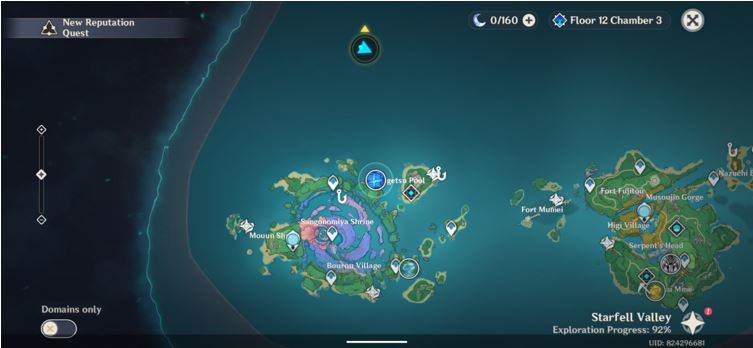 New Reputation
Quest
0/160
Floor 12 Chamber 3
getsu Pool
Nazuchi B
Fort Fujitou
Musoujin Gorge
Fort Mumei
Sangonomiya Shrine
Higi Village
Mouun Sh
Serpent's Head
Bourou Village
u Mine
Domains only
Starfell Valley
Exploration Progress: 92%
UID: 824296681